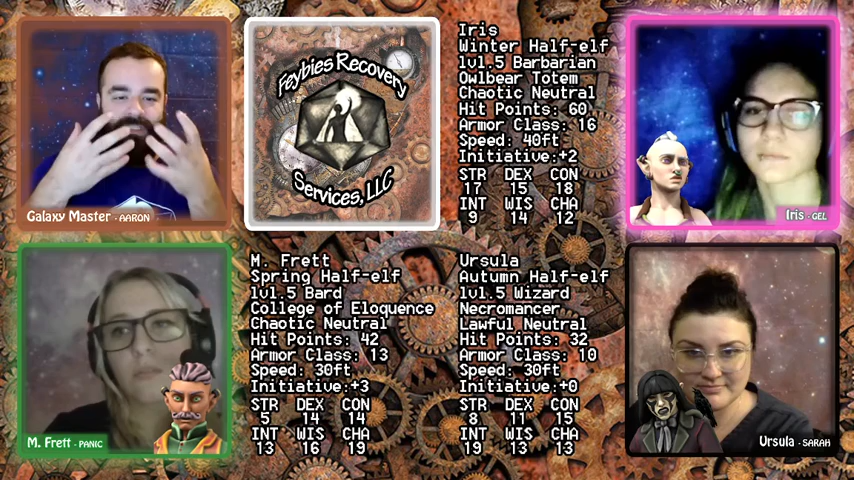 Galaxy Master - AARON
Feybies Recovery
Services, LLC
Iris
Winter Half-elf
lvl.5 Barbarian
Owlbear Totem
Chaotic Neutral
Hit Points: 60
Armor Class: 16
Speed: 40ft
Initiative:+2
STR DEX CON
17 15 18
INT WIS CHA
9 14 12
Iris - GEL
M. Frett - PANIC
M. Frett
Spring Half-elf
lvl.5 Bard
College of Eloquence
Chaotic Neutral
Hit Points: 42
Armor Class: 13
Speed: 30ft
Initiative:+3
STR DEX CON
5 14 14
INT WIS CHA
13 16 19
Ursula
Autumn Half-elf
lvl.5 Wizard
Necromancer
Lawful Neutral
Hit Points: 32
Armor Class: 10
Speed: 30ft
Initiative:+0
STR DEX CON
8 11 15
INT WIS CHA
19 13 13
Ursula - SARAH